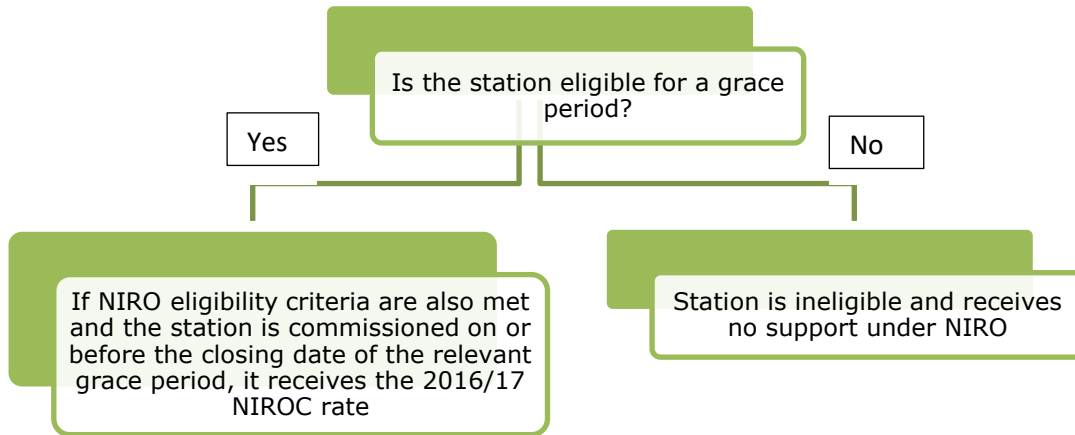 Is the station eligible for a grace
period?
Yes
No
If NIRO eligibility criteria are also met
and the station is commissioned on or
before the closing date of the relevant
grace period, it receives the 2016/17
NIROC rate
Station is ineligible and receives
no support under NIRO